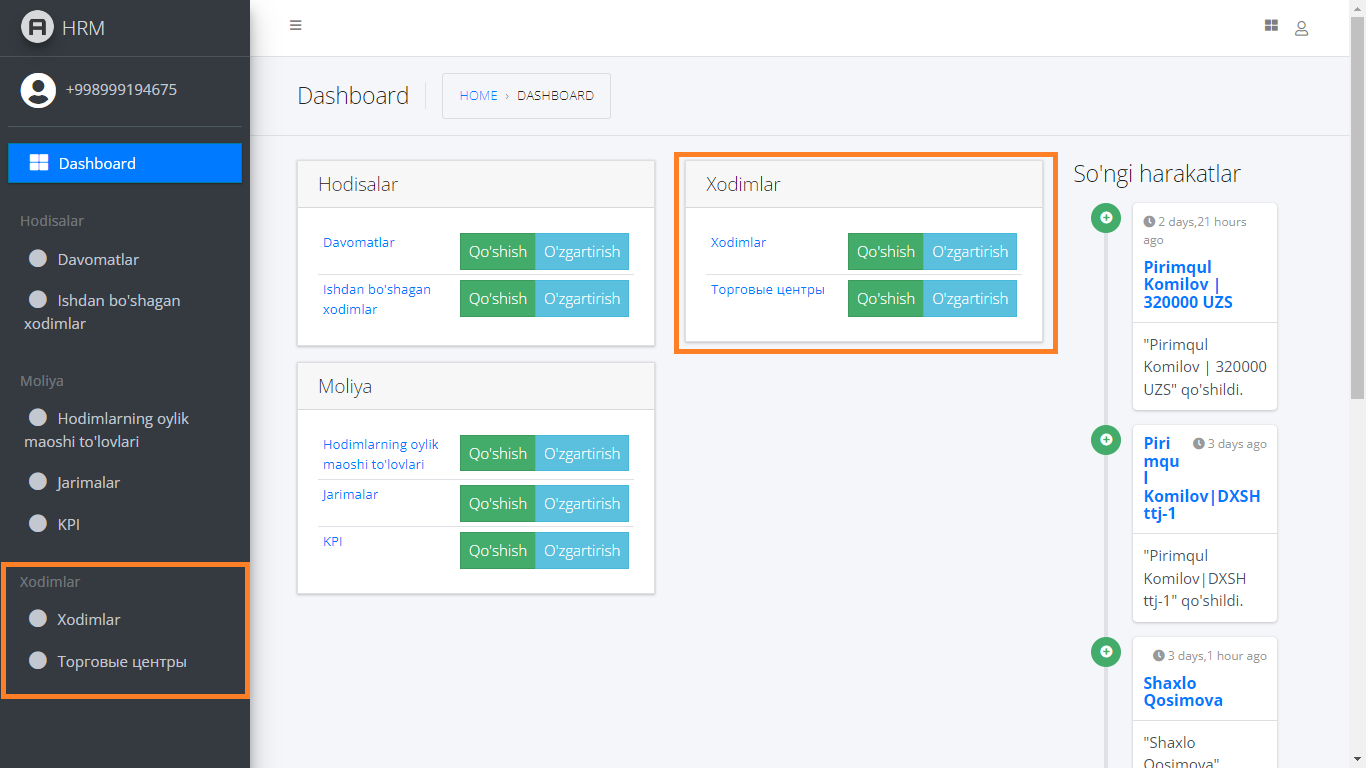 HRM
+998999194675
Dashboard
Hodisalar
Davomatlar
Ishdan bo'shagan
xodimlar
Moliya
Hodimlarning oylik
maoshi to'lovlari
Jarimalar
KPI
Xodimlar
Xodimlar
Торговые центры
Dashboard
HOME › DASHBOARD
Hodisalar
Davomatlar Qo'shish O'zgartirish
Ishdan bo'shagan
xodimlar Qo'shish O'zgartirish
Moliya
Hodimlarning oylik
maoshi to'lovlari Qo'shish O'zgartirish
Jarimalar Qo'shish O'zgartirish
KPI Qo'shish O'zgartirish
Xodimlar
Xodimlar Qo'shish O'zgartirish
Торговые центры Qo'shish O'zgartirish
So'ngi harakatlar
2 days,21 hours
ago
Pirimqul
Komilov |
320000 UZS
"Pirimqul
Komilov | 320000
UZS" qo'shildi.
3 days ago
Piri
mqu
l
Komilov|DXSH
ttj-1
"Pirimqul
Komilov|DXSH
ttj-1" qo'shildi.
3 days,1 hour ago
Shaxlo
Qosimova
"Shaxlo
Qosimova"